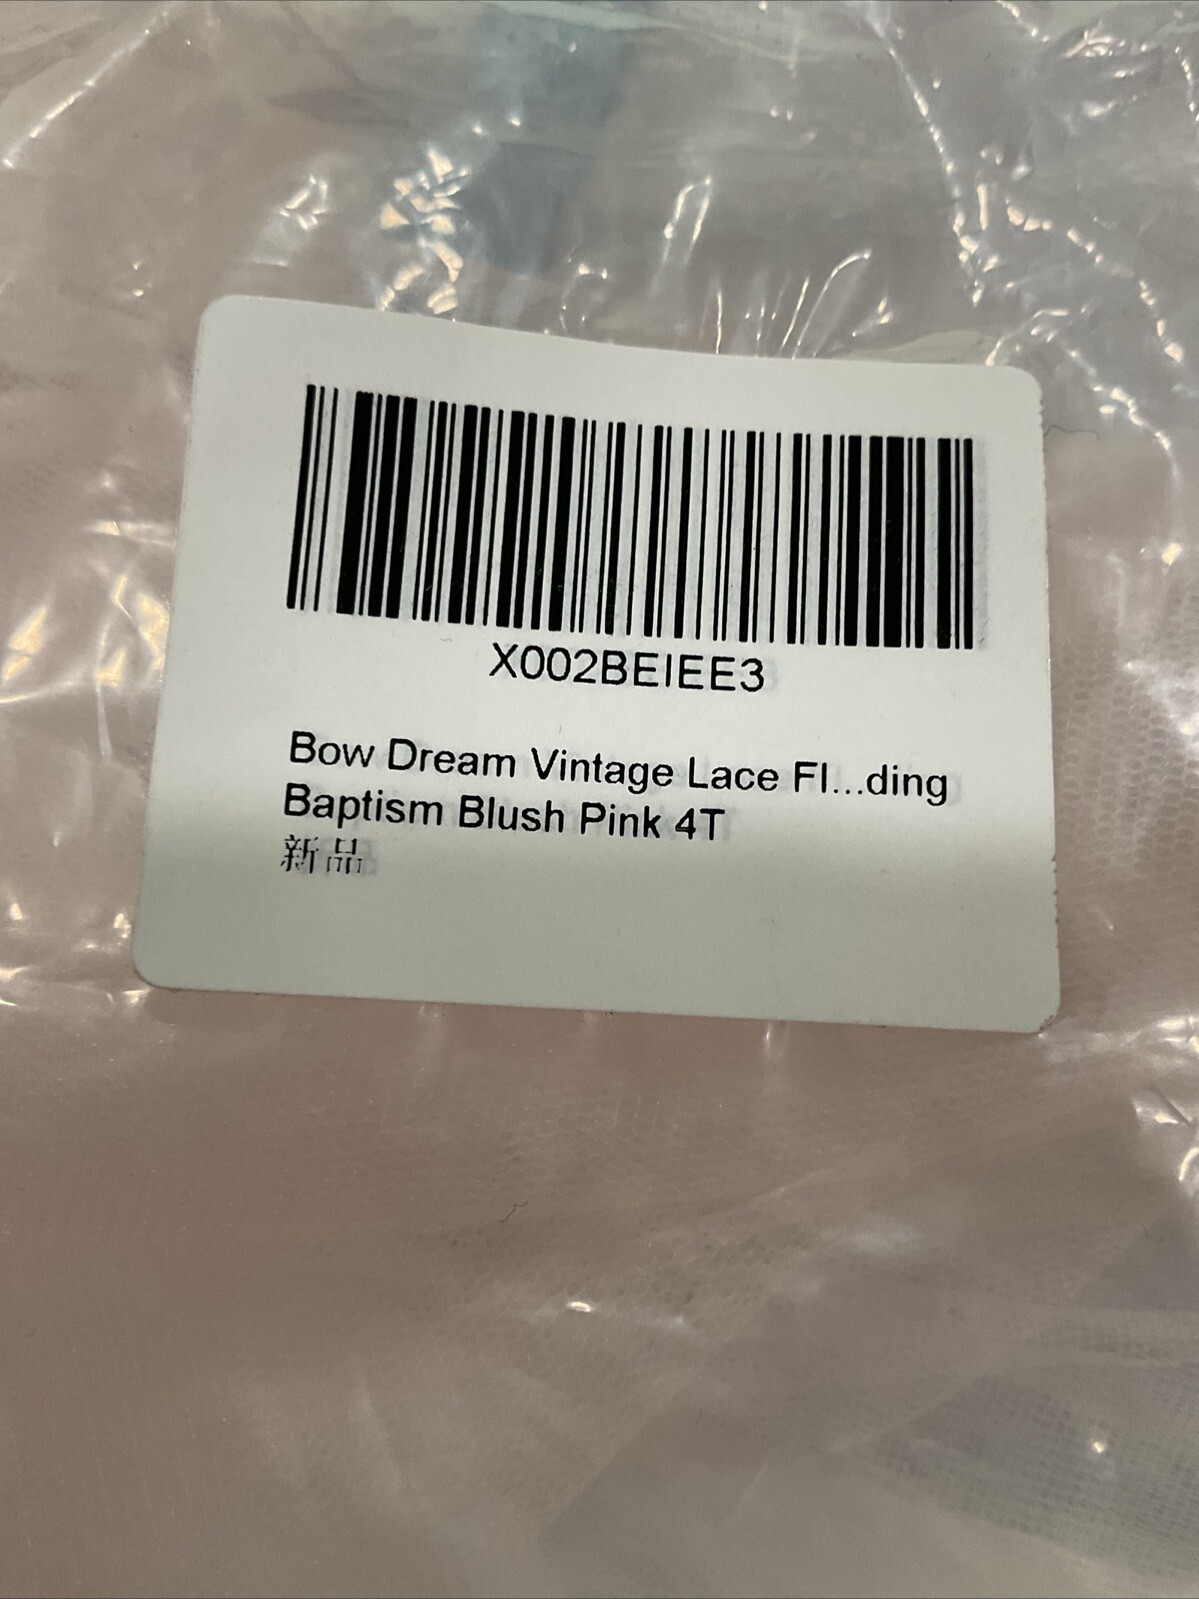 X002BEIEE3
Bow Dream Vintage Lace Fl...ding
Baptism Blush Pink 4T
新品